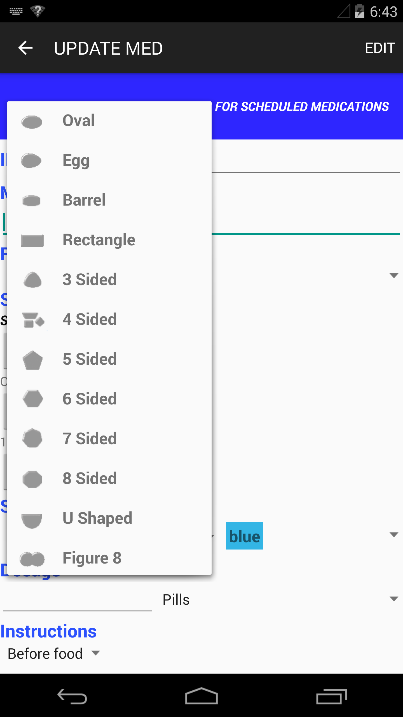 6:43
UPDATE MED
EDIT
FOR SCHEDULED MEDICATIONS
Oval
Egg
Barrel
Rectangle
3 Sided
4 Sided
5 Sided
6 Sided
7 Sided
8 Sided
U Shaped
blue
Figure 8
Dosage
Pills
Instructions
Before food